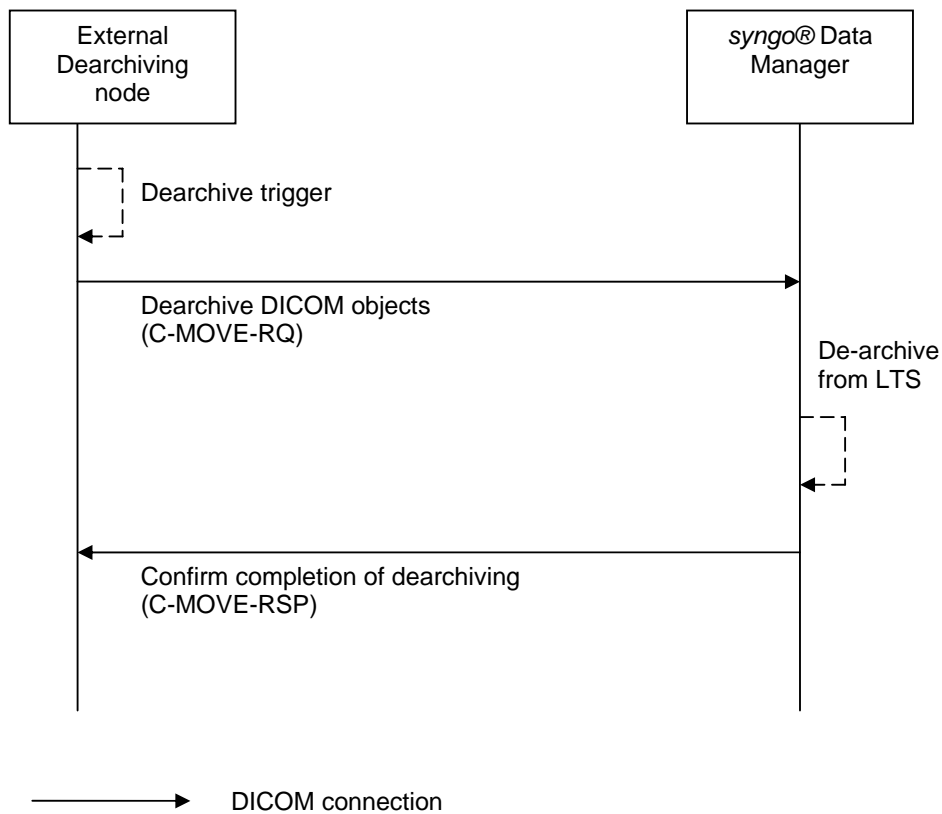 External
Dearchiving
node
syngo® Data
Manager
Dearchive trigger
Dearchive DICOM objects
(C-MOVE-RQ)
De-archive
from LTS
Confirm completion of dearchiving
(C-MOVE-RSP)
DICOM connection